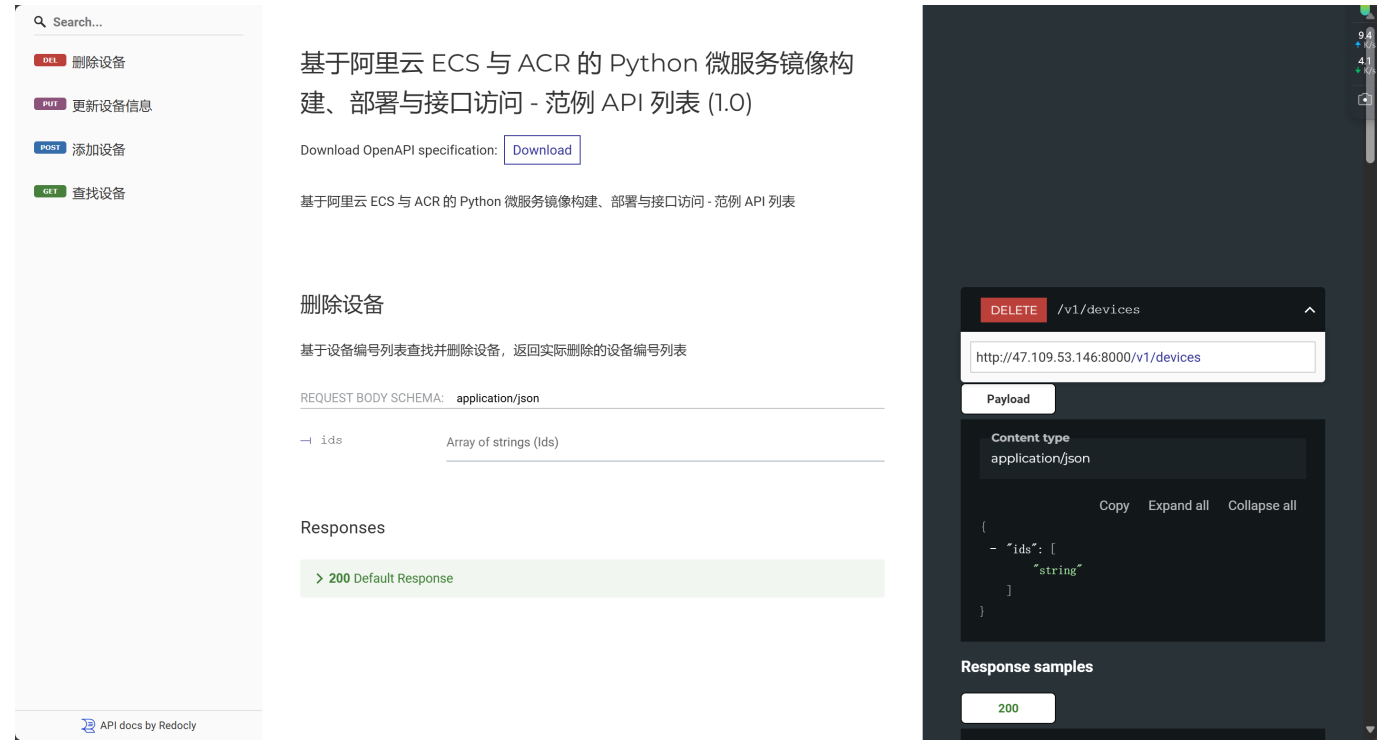 Search...
DEL 删除设备
PUT 更新设备信息
POST 添加设备
GET 查找设备
API docs by Redocly
基于阿里云 ECS 与 ACR 的 Python 微服务镜像构
建、部署与接口访问 - 范例 API 列表 (1.0)
Download OpenAPI specification: Download
基于阿里云 ECS 与 ACR 的 Python 微服务镜像构建、部署与接口访问 - 范例 API 列表
删除设备
基于设备编号列表查找并删除设备，返回实际删除的设备编号列表
REQUEST BODY SCHEMA: application/json
ids Array of strings (Ids)
Responses
200 Default Response
DELETE /v1/devices
http://47.109.53.146:8000/v1/devices
Payload
Content type
application/json
Copy Expand all Collapse all
{
- "ids": [
"string"
]
}
Response samples
200
9.4
K/s
4.1
K/s